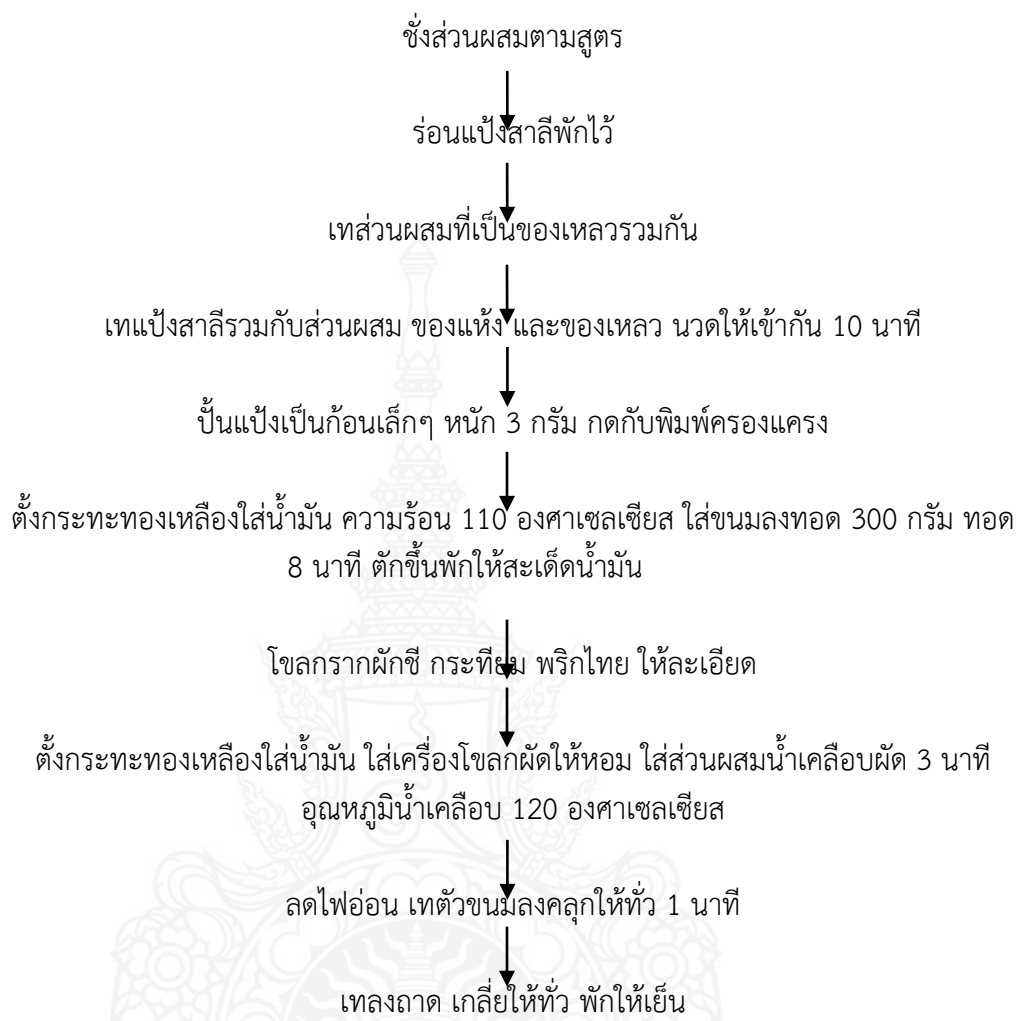 ชั่งส่วนผสมตามสูตร
ร่อนแป้งสาลีพักไว้
เทส่วนผสมที่เป็นของเหลวรวมกัน
เทแป้งสาลีรวมกับส่วนผสม ของแห้ง และของเหลว นวดให้เข้ากัน 10 นาที
ปั้นแป้งเป็นก้อนเล็กๆ หนัก 3 กรัม กดกับพิมพ์ครองแครง
ตั้งกระทะทองเหลืองใส่น้ำมัน ความร้อน 110 องศาเซลเซียส ใส่ขนมลงทอด 300 กรัม ทอด
8 นาที ตักขึ้นพักให้สะเด็ดน้ำมัน
โขลกรากผักชี กระทียม พริกไทย ให้ละเอียด
ตั้งกระทะทองเหลืองใส่น้ำมัน ใส่เครื่องโขลกผัดให้หอม ใส่ส่วนผสมน้ำเคลือบผัด 3 นาที
อุณหภูมิน้ำเคลือบ 120 องศาเซลเซียส
ลดไฟอ่อน เทตัวขนมลงคลุกให้ทั่ว 1 นาที
เทลงถาด เกลี่ยให้ทั่ว พักให้เย็น